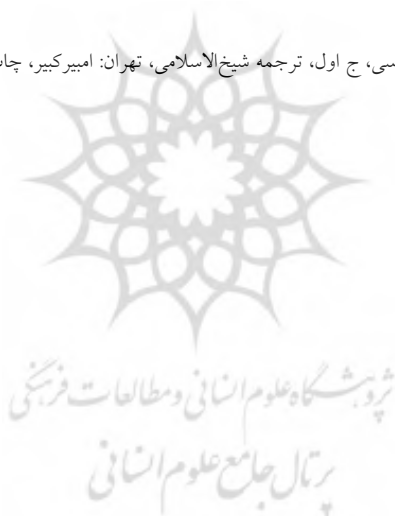 سی، ج اول، ترجمه شیخ‌الاسلامی، تهران: امیرکبیر، چا
پژوهشگاه علوم انسانی و مطالعات فرهنگی
پرتال جامع علوم انسانی